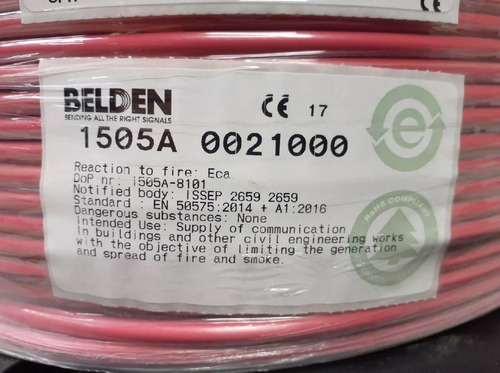 BELDEN
SENDING ALL THE RIGHT SIGNALS
CE 17
1505A 0021000
Reaction to fire: Eca
DoP nr: 1505A-8101
Notified body: ISSEP 2659 2659
Standard : EN 50575:2014 + A1:2016
Dangerous substances: None
Intended Use: Supply of communication
in buildings and other civil engineering works
with the objective of limiting the generation
and spread of fire and smoke.
e
RoHS COMPLIANT
CE